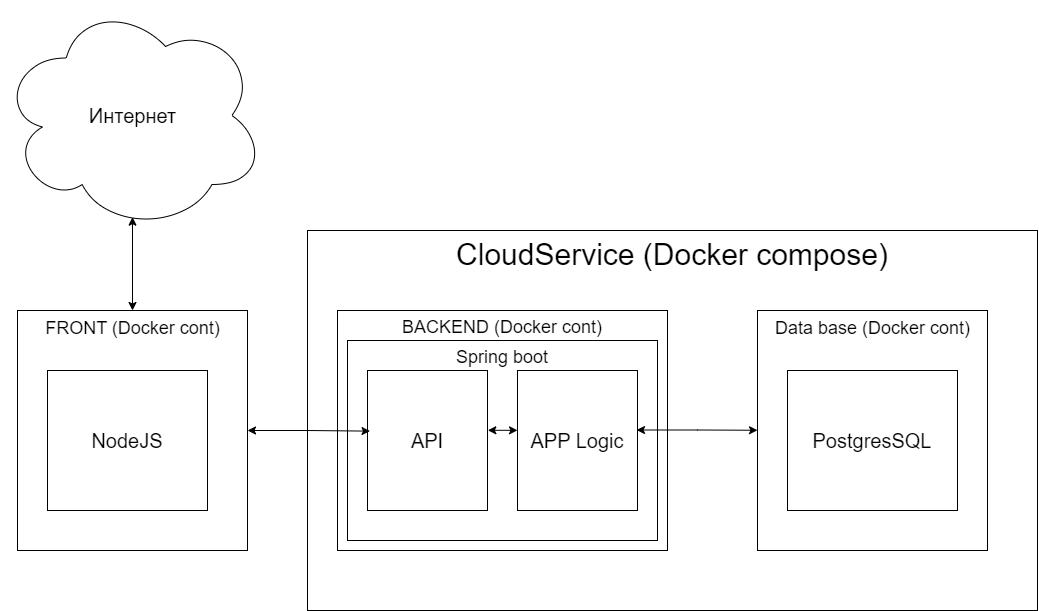 Интернет
CloudService (Docker compose)
FRONT (Docker cont)
NodeJS
BACKEND (Docker cont)
Spring boot
API
APP Logic
Data base (Docker cont)
PostgresSQL